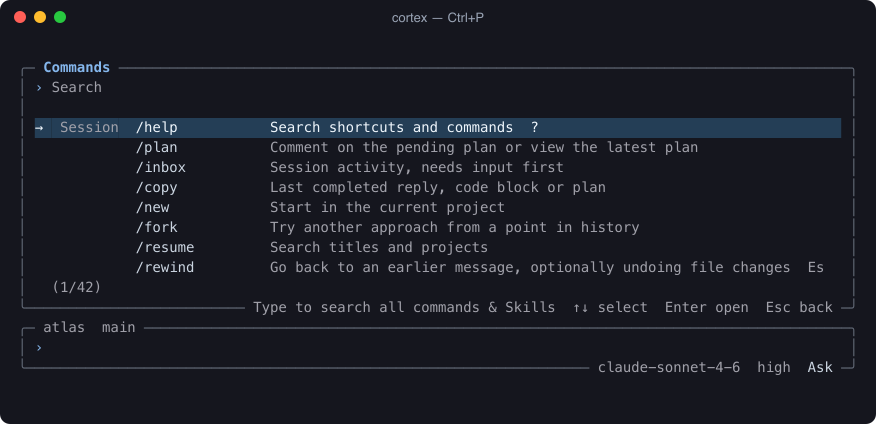 cortex — Ctrl+P
Commands
› Search
→ Session /help Search shortcuts and commands ?
/plan Comment on the pending plan or view the latest plan
/inbox Session activity, needs input first
/copy Last completed reply, code block or plan
/new Start in the current project
/fork Try another approach from a point in history
/resume Search titles and projects
/rewind Go back to an earlier message, optionally undoing file changes Es
(1/42)
Type to search all commands & Skills ↑↓ select Enter open Esc back
atlas main
›
claude-sonnet-4-6 high Ask